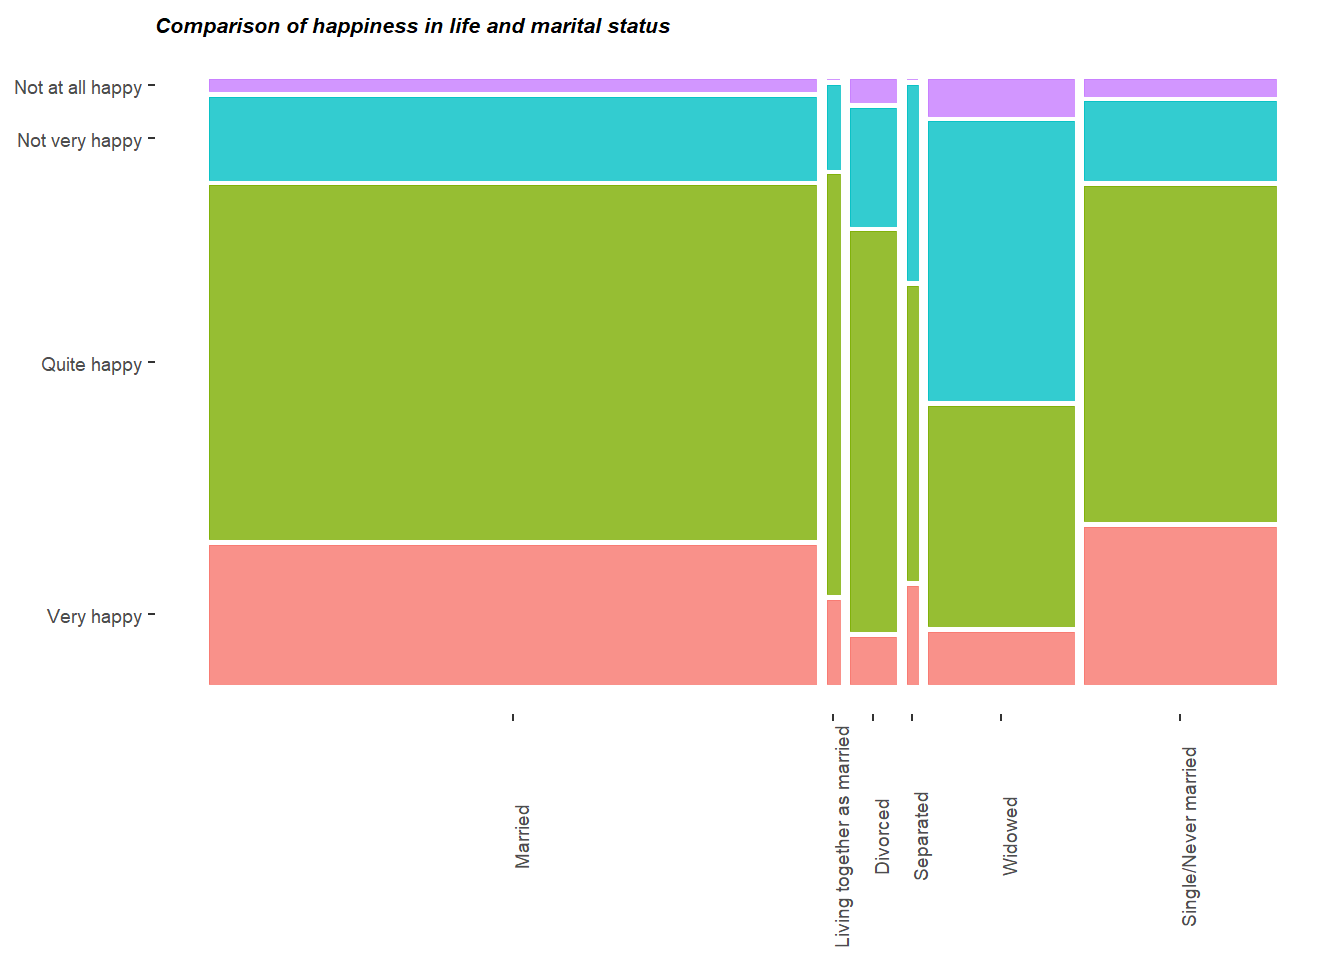 Comparison of happiness in life and marital status
Not at all happy
Not very happy
Quite happy
Very happy
Married
Living together as married
Divorced
Separated
Widowed
Single/Never married